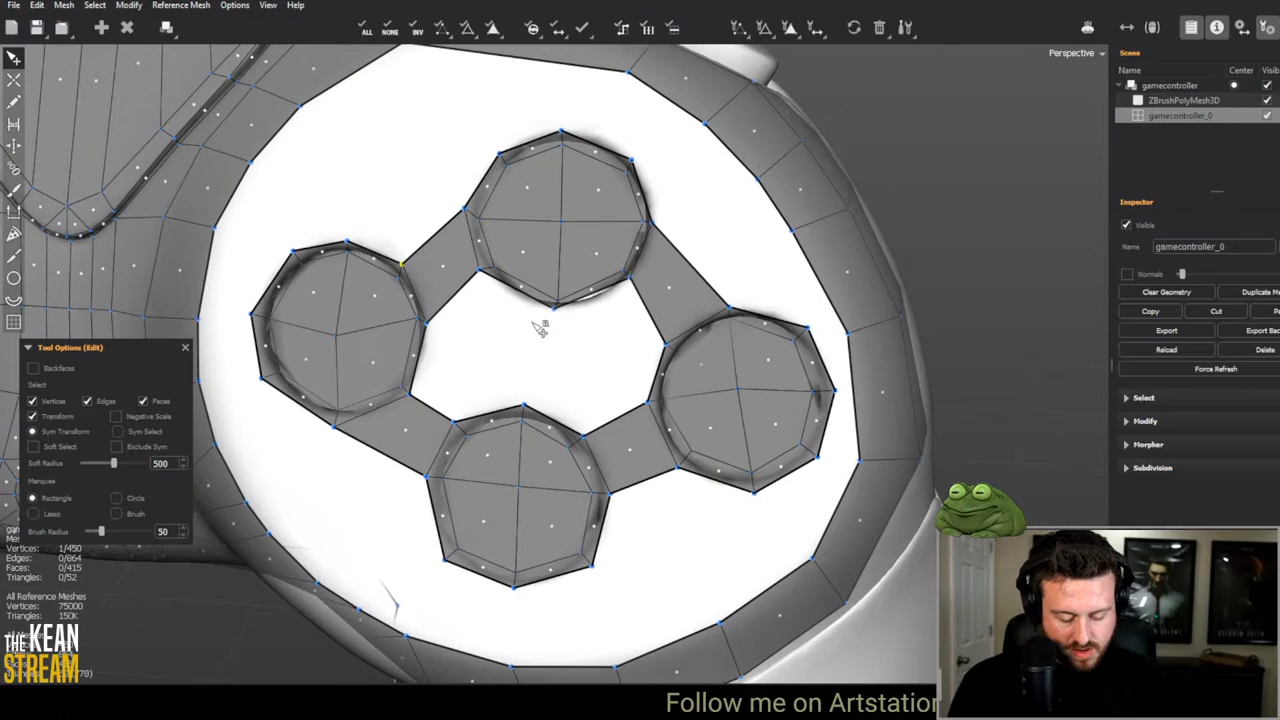 File Edit Mesh Select Modify Reference Mesh Options View Help
ALL NONE INV
Perspective
Scene
Name Center Visib
gamecontroller
ZBrushPolyMesh3D
gamecontroller_0
Inspector
Visible
Name gamecontroller_0
Normals
Clear Geometry Duplicate Me
Copy Cut Pa
Export Export Bac
Reload Delete
Force Refresh
Select
Modify
Morpher
Subdivision
Tool Options (Edit)
Backfaces
Select
Vertices Edges Faces
Transform Negative Scale
Sym Transform Sym Select
Soft Select Exclude Sym
Soft Radius 500
Marquee
Rectangle Circle
Lasso Brush
Brush Radius 50
Vertices: 1/450
Edges: 0/864
Faces: 0/415
Triangles: 0/52
All Reference Meshes
Vertices: 75000
Triangles: 150K
THE KEAN
STREAM
Follow me on Artstation